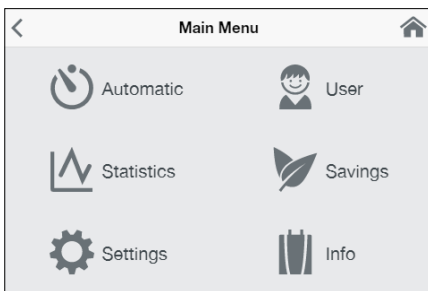 Main Menu
Automatic
User
Statistics
Savings
Settings
Info